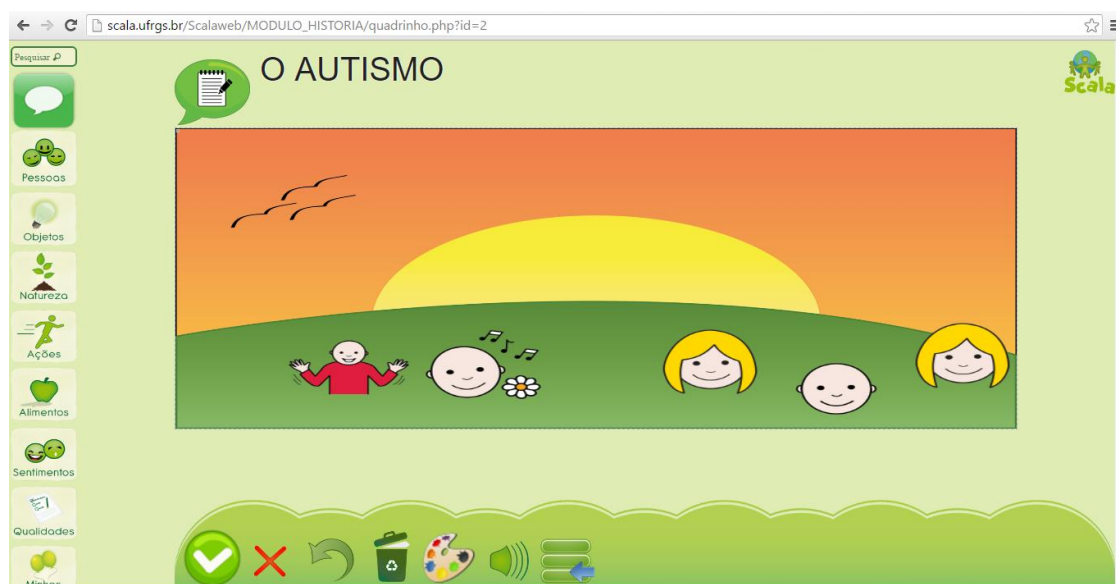 scala.ufrgs.br/Scalaweb/MODULO_HISTORIA/quadrinho.php?id=2
Pesquisar
O AUTISMO
Scala
Pessoas
Objetos
Natureza
Ações
Alimentos
Sentimentos
Qualidades
Minhas